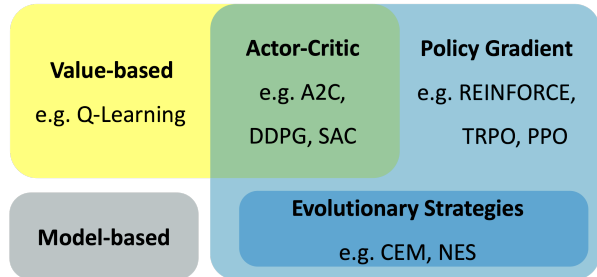 Value-based
e.g. Q-Learning
Actor-Critic
e.g. A2C,
DDPG, SAC
Policy Gradient
e.g. REINFORCE,
TRPO, PPO
Model-based
Evolutionary Strategies
e.g. CEM, NES